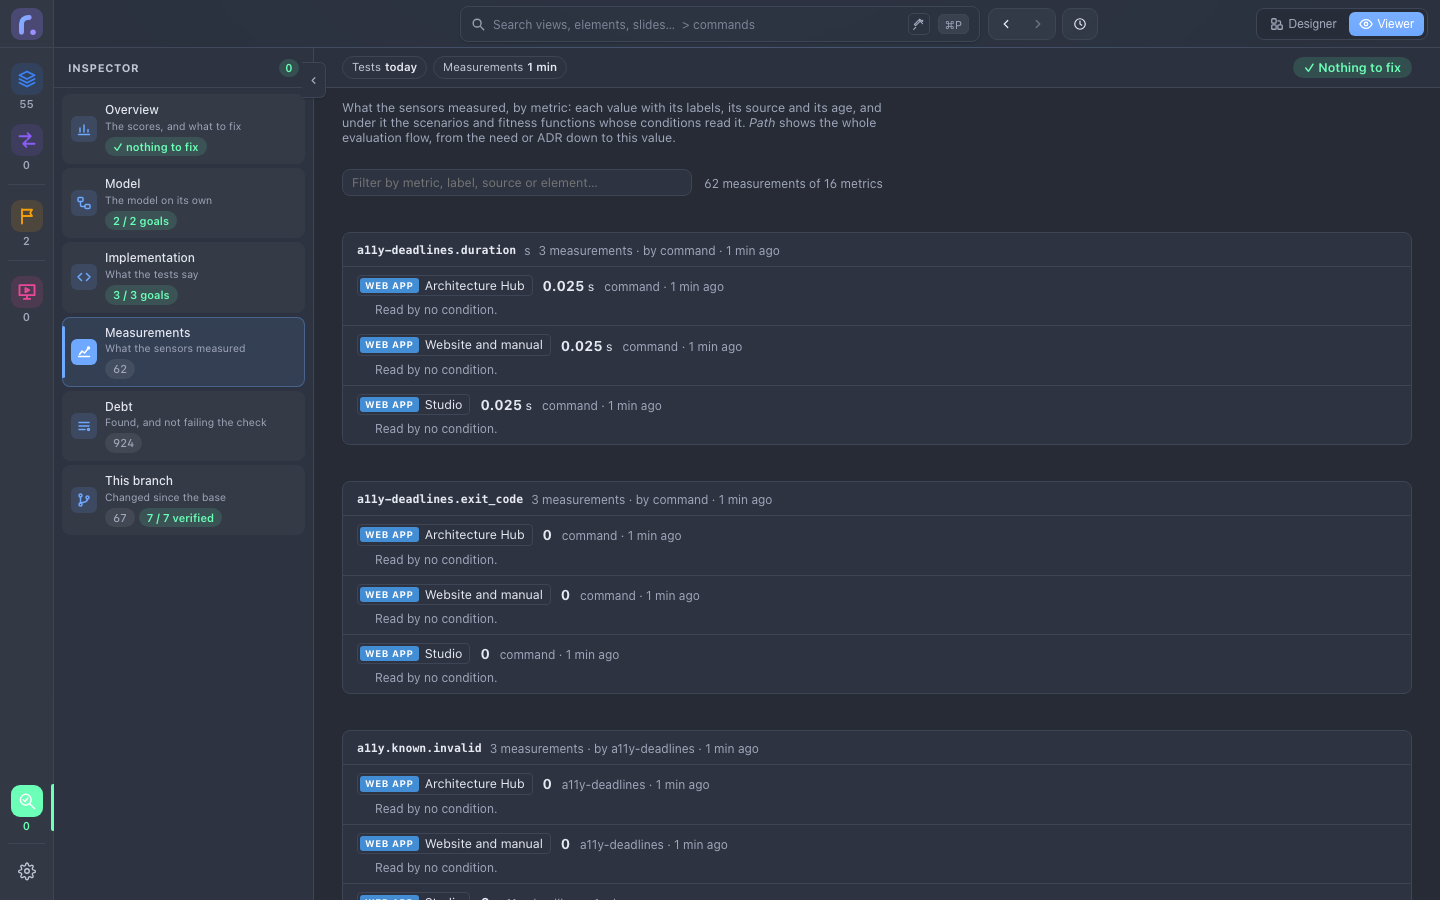 Search views, elements, slides... > commands
⌘P
Designer
Viewer
55
0
2
0
0
INSPECTOR
0
Overview
The scores, and what to fix
✓ nothing to fix
Model
The model on its own
2 / 2 goals
Implementation
What the tests say
3 / 3 goals
Measurements
What the sensors measured
62
Debt
Found, and not failing the check
924
This branch
Changed since the base
67 7 / 7 verified
Tests today
Measurements 1 min
✓ Nothing to fix
What the sensors measured, by metric: each value with its labels, its source and its age, and
under it the scenarios and fitness functions whose conditions read it. Path shows the whole
evaluation flow, from the need or ADR down to this value.
Filter by metric, label, source or element...
62 measurements of 16 metrics
a11y-deadlines.duration s 3 measurements · by command · 1 min ago
WEB APP Architecture Hub 0.025 s command · 1 min ago
Read by no condition.
WEB APP Website and manual 0.025 s command · 1 min ago
Read by no condition.
WEB APP Studio 0.025 s command · 1 min ago
Read by no condition.
a11y-deadlines.exit_code 3 measurements · by command · 1 min ago
WEB APP Architecture Hub 0 command · 1 min ago
Read by no condition.
WEB APP Website and manual 0 command · 1 min ago
Read by no condition.
WEB APP Studio 0 command · 1 min ago
Read by no condition.
a11y.known.invalid 3 measurements · by a11y-deadlines · 1 min ago
WEB APP Architecture Hub 0 a11y-deadlines · 1 min ago
Read by no condition.
WEB APP Website and manual 0 a11y-deadlines · 1 min ago
Read by no condition.